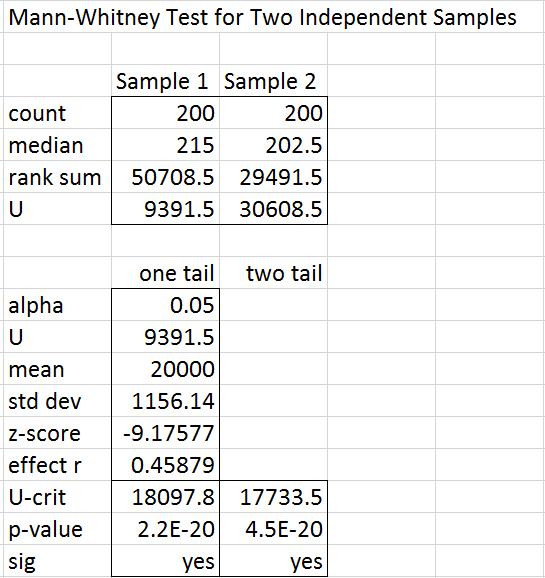 Mann-Whitney Test for Two Independent Samples
Sample 1 Sample 2
count 200 200
median 215 202.5
rank sum 50708.5 29491.5
U 9391.5 30608.5
one tail two tail
alpha 0.05
U 9391.5
mean 20000
std dev 1156.14
z-score -9.17577
effect r 0.45879
U-crit 18097.8 17733.5
p-value 2.2E-20 4.5E-20
sig yes yes